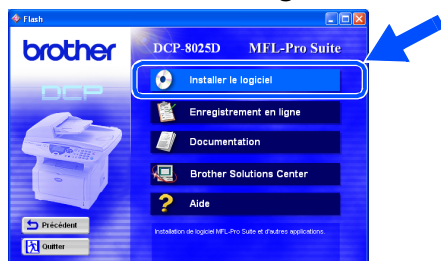 Flash
brother
DCP-8025D MFL-Pro Suite
DCP
Installer le logiciel
Enregistrement en ligne
Documentation
Brother Solutions Center
Aide
Précédent
Installation de logiciel MFL-Pro Suite et d'autres applications.
Quitter